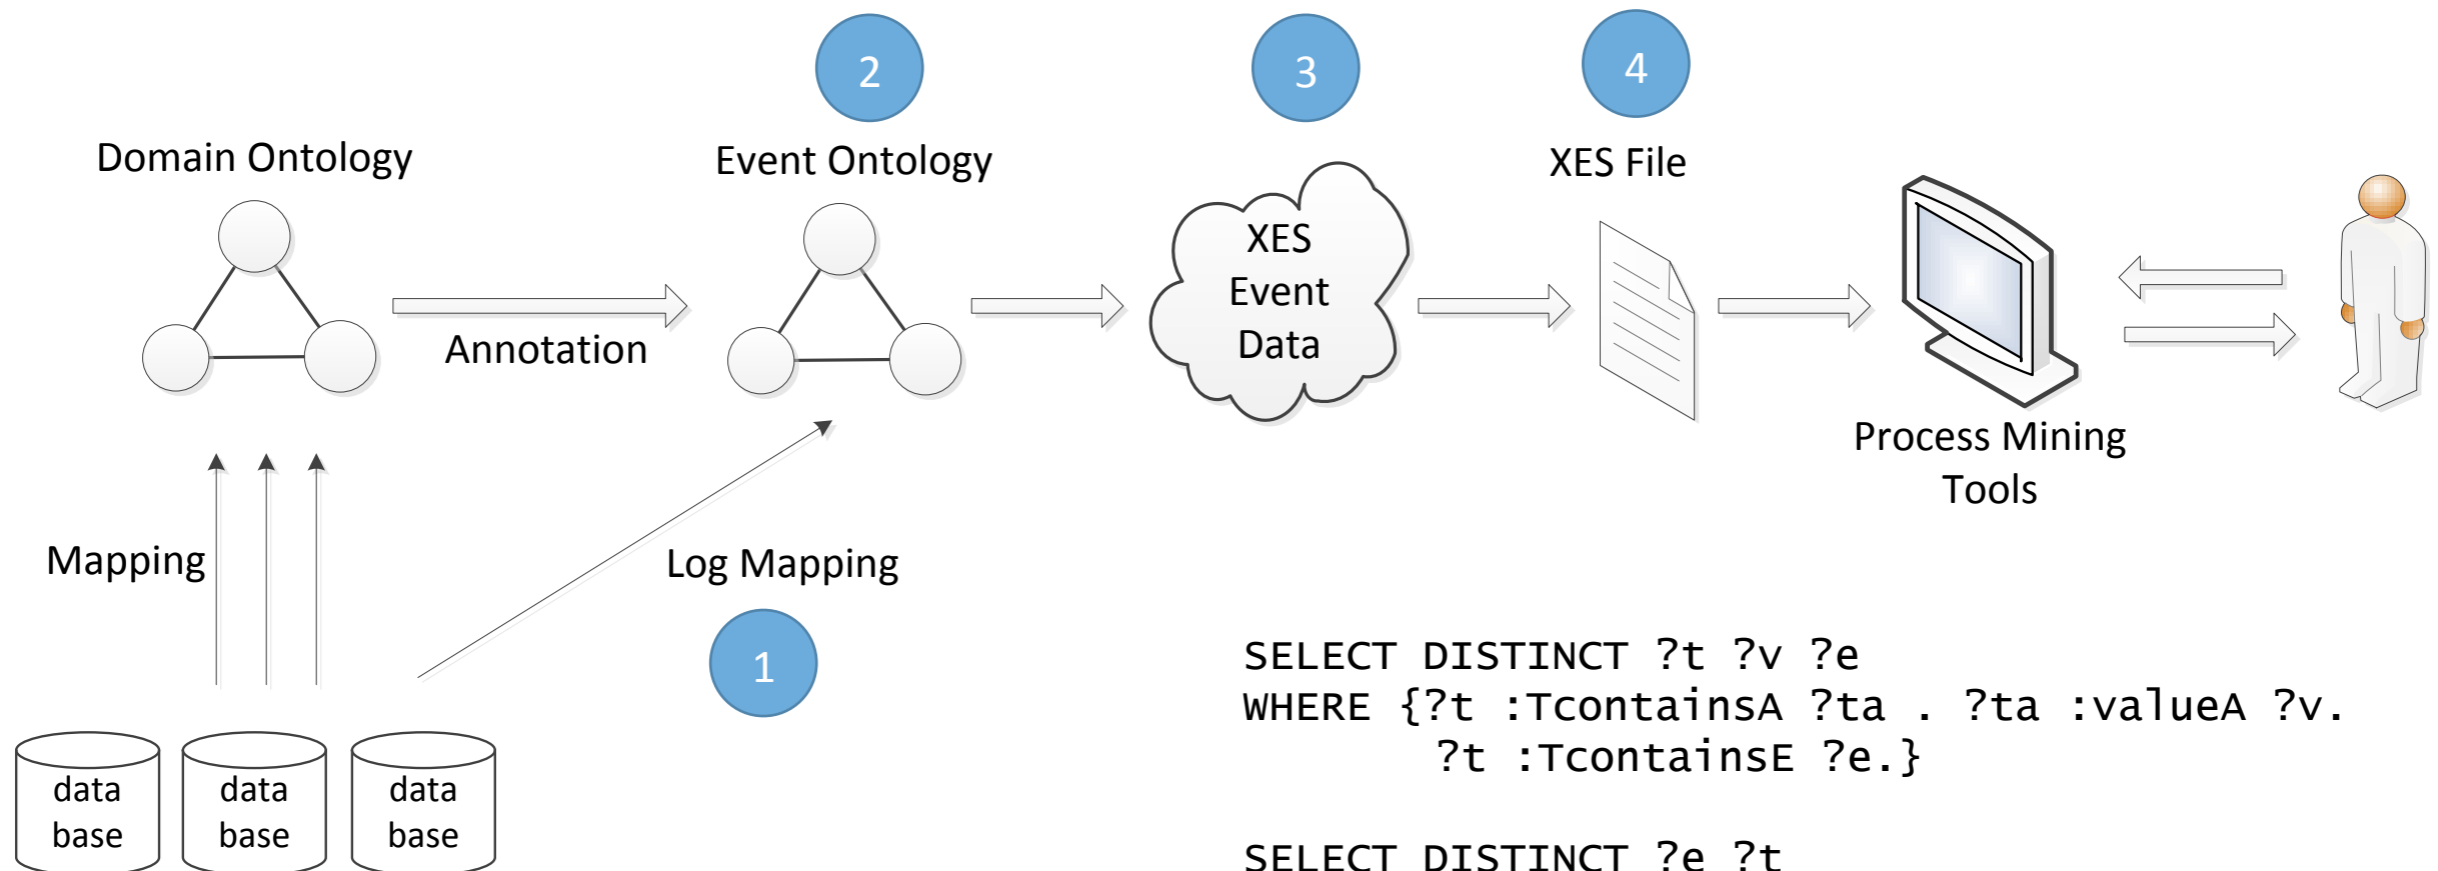 2
3
4
Domain Ontology
Event Ontology
XES File
XES
Event
Data
Annotation
Process Mining
Tools
Mapping
Log Mapping
1
data
base
data
base
data
base
SELECT DISTINCT ?t ?v ?e
WHERE {?t :TcontainsA ?ta . ?ta :valueA ?v.
?t :TcontainsE ?e.}
SELECT DISTINCT ?e ?t